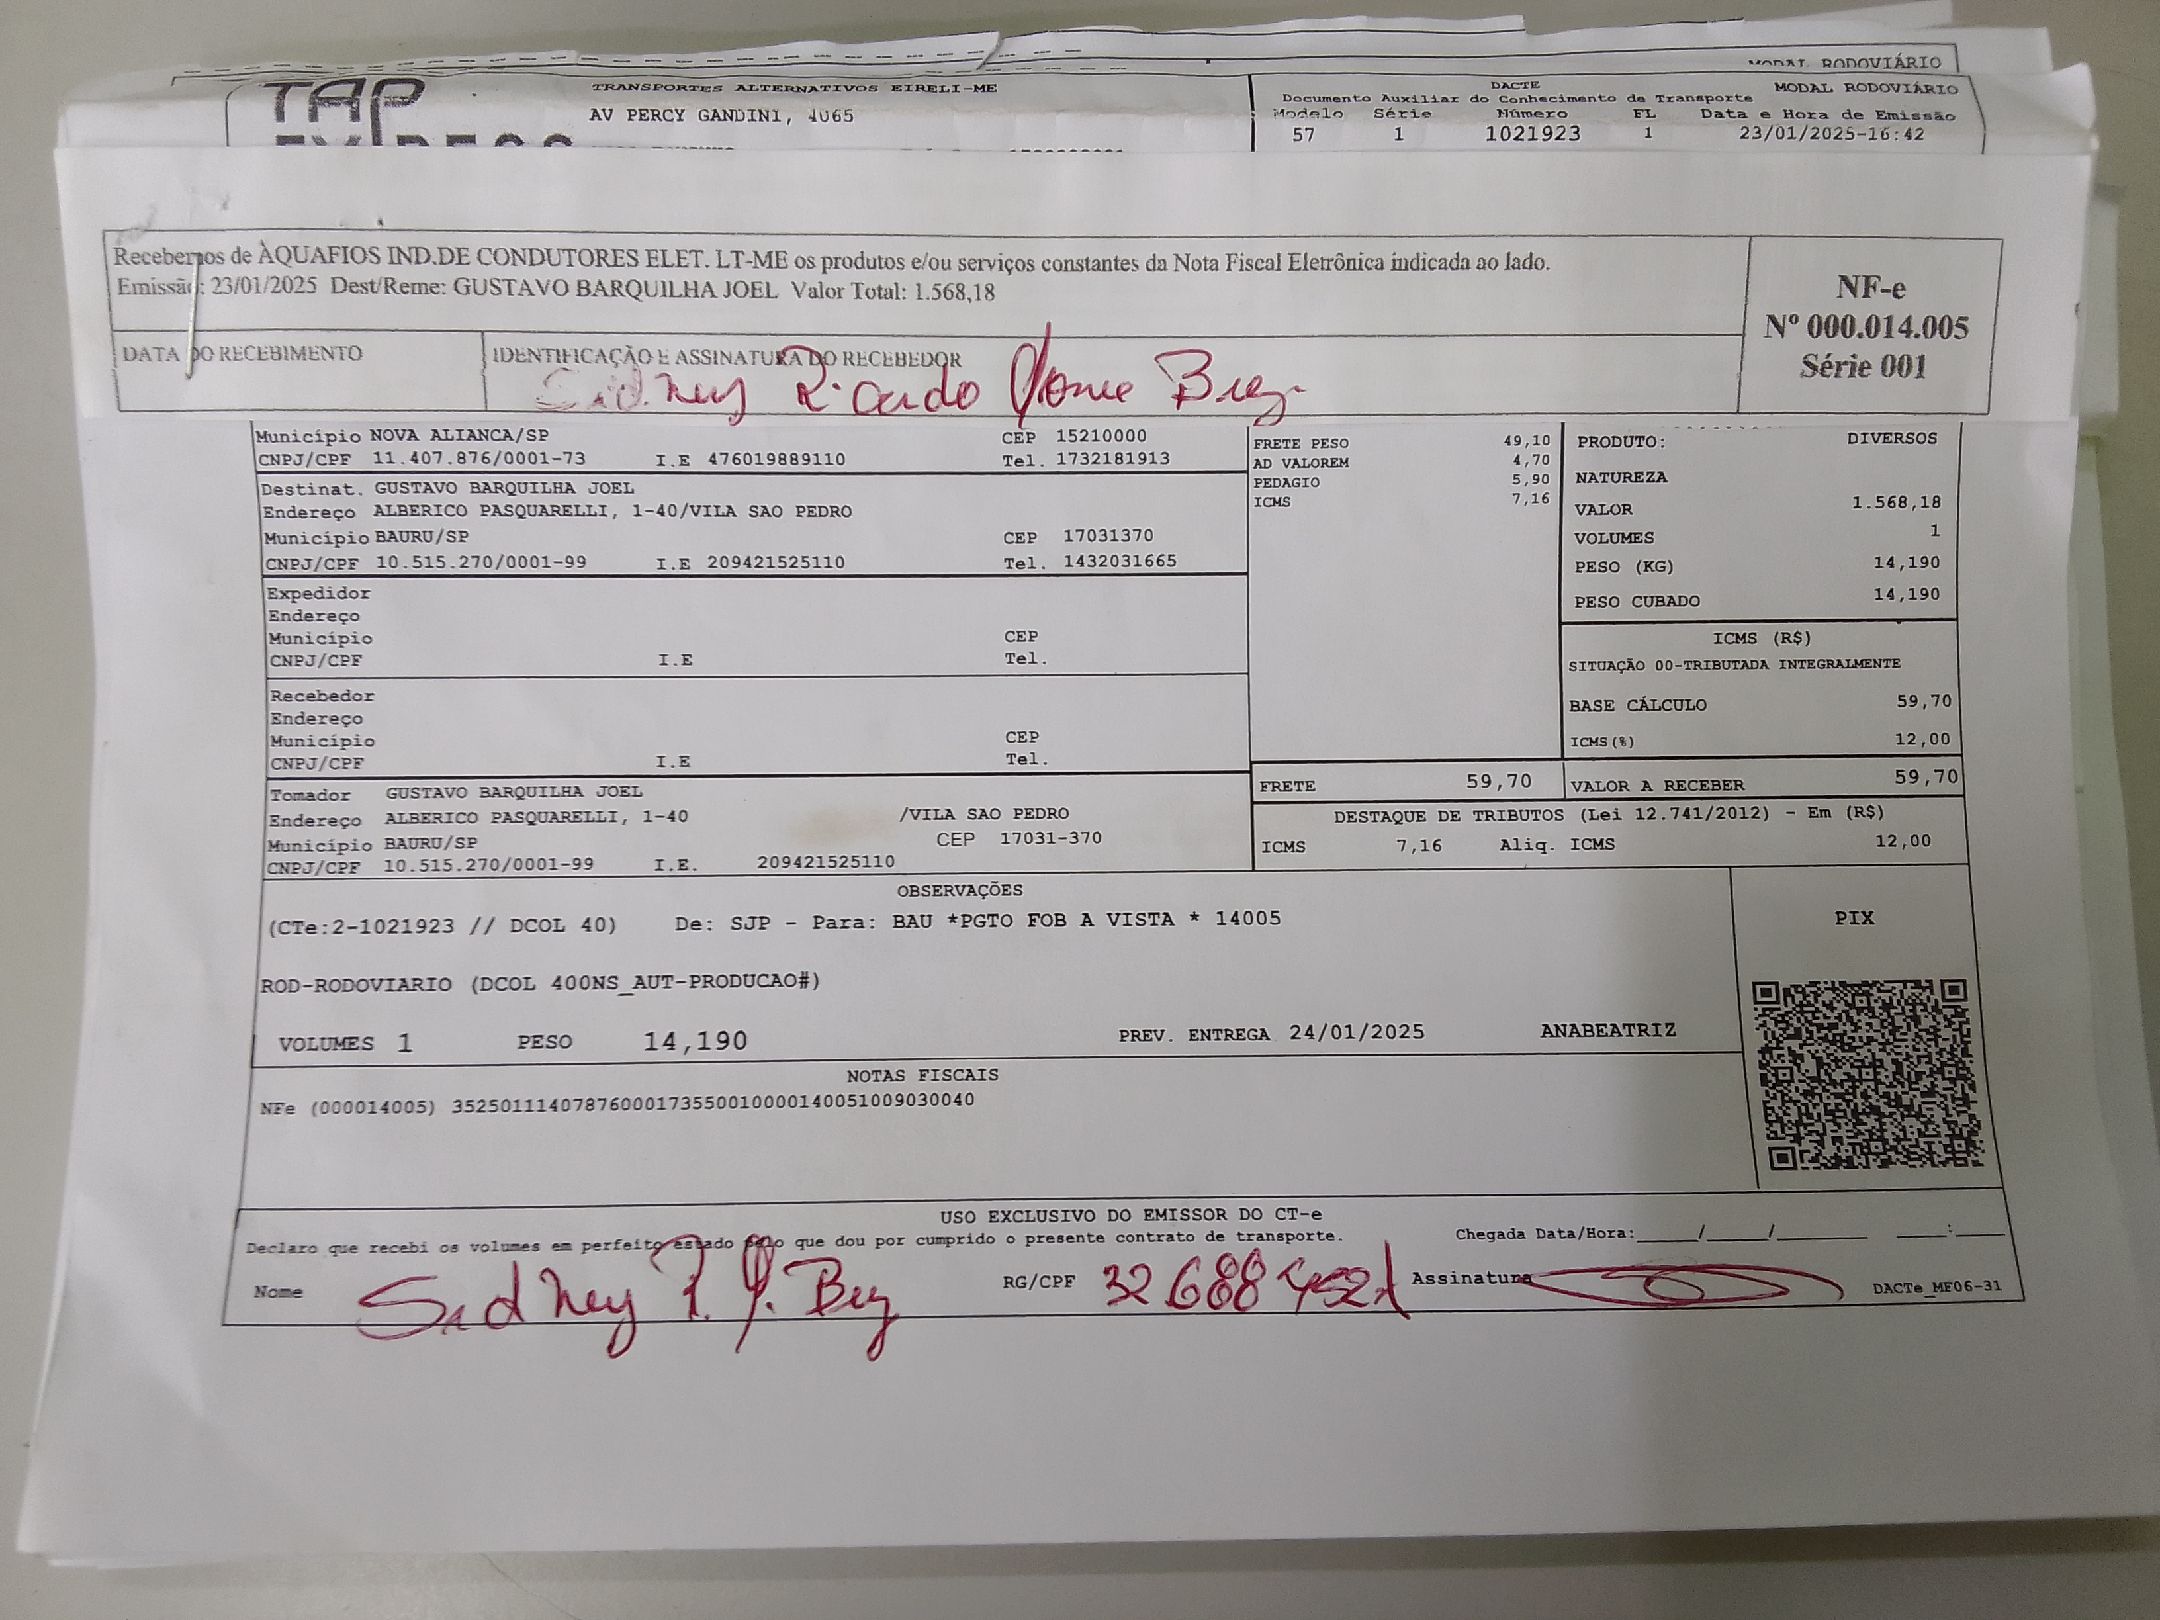 MODAL RODOVIÁRIO
TAP
TRANSPORTES ALTERNATIVOS EIRELI-ME
AV PERCY GANDINI, 4065
DACTE
MODAL RODOVIÁRIO
Documento Auxiliar do Conhecimento de Transporte
Modelo Série Número FL Data e Hora de Emissão
57 1 1021923 1 23/01/2025-16:42
Recebemos de ÀQUAFIOS IND.DE CONDUTORES ELET. LT-ME os produtos e/ou serviços constantes da Nota Fiscal Eletrônica indicada ao lado.
Emissão: 23/01/2025 Dest/Reme: GUSTAVO BARQUILHA JOEL Valor Total: 1.568,18
NF-e
Nº 000.014.005
Série 001
DATA DO RECEBIMENTO
IDENTIFICAÇÃO E ASSINATURA DO RECEBEDOR
Sidney Ricardo
Município NOVA ALIANCA/SP CEP 15210000
CNPJ/CPF 11.407.876/0001-73 I.E 476019889110 Tel. 1732181913
Destinat. GUSTAVO BARQUILHA JOEL
Endereço ALBERICO PASQUARELLI, 1-40/VILA SAO PEDRO
Município BAURU/SP CEP 17031370
CNPJ/CPF 10.515.270/0001-99 I.E 209421525110 Tel. 1432031665
Expedidor
Endereço
Município CEP
CNPJ/CPF I.E Tel.
Recebedor
Endereço
Município CEP
CNPJ/CPF I.E Tel.
Tomador GUSTAVO BARQUILHA JOEL
Endereço ALBERICO PASQUARELLI, 1-40 /VILA SAO PEDRO
Município BAURU/SP CEP 17031-370
CNPJ/CPF 10.515.270/0001-99 I.E. 209421525110
FRETE PESO 49,10
AD VALOREM 4,70
PEDAGIO 5,90
ICMS 7,16
PRODUTO: DIVERSOS
NATUREZA
VALOR 1.568,18
VOLUMES 1
PESO (KG) 14,190
PESO CUBADO 14,190
ICMS (R$)
SITUAÇÃO 00-TRIBUTADA INTEGRALMENTE
BASE CÁLCULO 59,70
ICMS(%) 12,00
FRETE 59,70 VALOR A RECEBER 59,70
DESTAQUE DE TRIBUTOS (Lei 12.741/2012) - Em (R$)
ICMS 7,16 Aliq. ICMS 12,00
OBSERVAÇÕES
(CTe:2-1021923 // DCOL 40) De: SJP - Para: BAU *PGTO FOB A VISTA * 14005
ROD-RODOVIARIO (DCOL 400NS_AUT-PRODUCAO#)
VOLUMES 1 PESO 14,190 PREV. ENTREGA 24/01/2025 ANABEATRIZ
PIX
NOTAS FISCAIS
NFe (000014005) 35250111407876000173550010000140051009030040
USO EXCLUSIVO DO EMISSOR DO CT-e
Declaro que recebi os volumes em perfeito estado pelo que dou por cumprido o presente contrato de transporte.
Chegada Data/Hora:_____/_____/_______ ____:____
Nome Sidney R. RG/CPF Assinatura DACTe_MF06-31